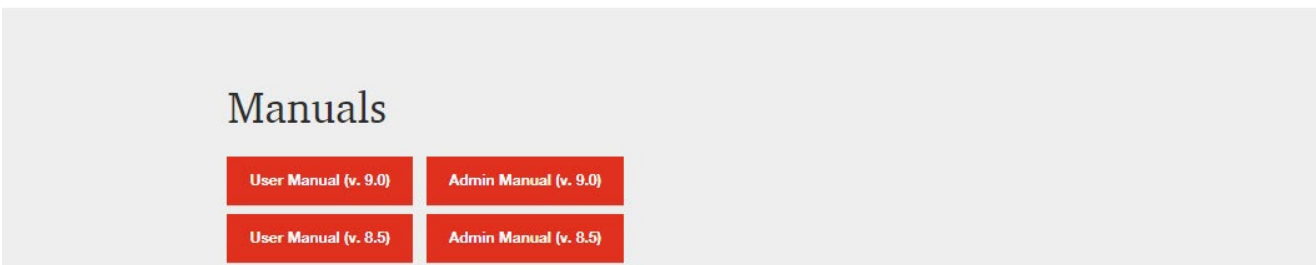 Manuals
User Manual (v. 9.0) Admin Manual (v. 9.0)
User Manual (v. 8.5) Admin Manual (v. 8.5)